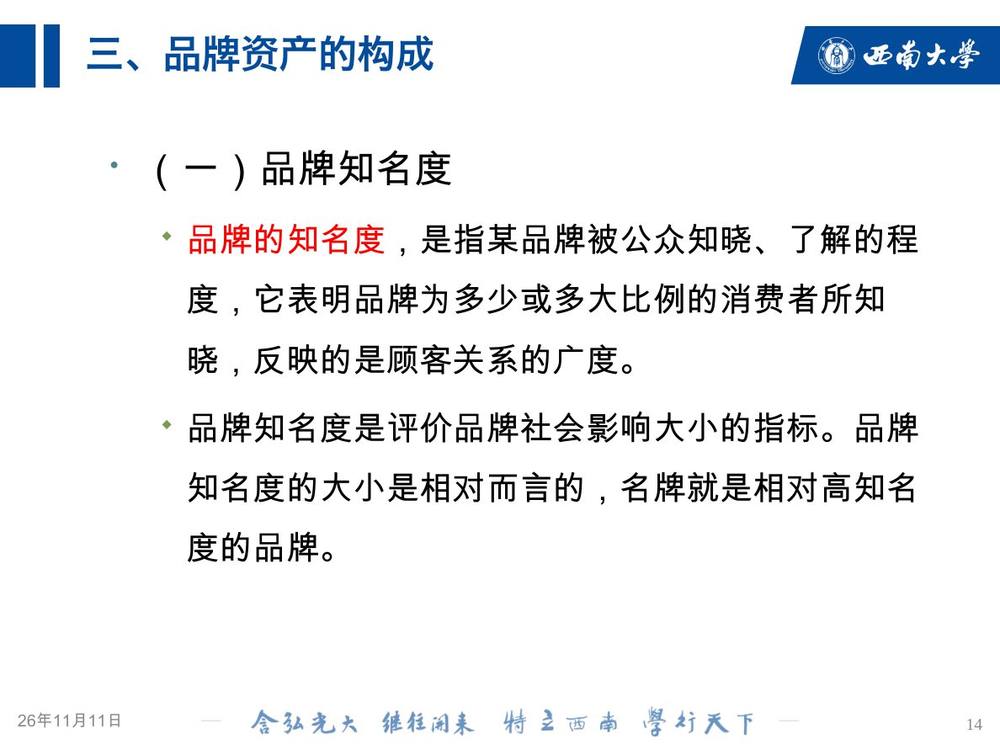 三、品牌资产的构成
西南大学
（一）品牌知名度
品牌的知名度，是指某品牌被公众知晓、了解的程
度，它表明品牌为多少或多大比例的消费者所知
晓，反映的是顾客关系的广度。
品牌知名度是评价品牌社会影响大小的指标。品牌
知名度的大小是相对而言的，名牌就是相对高知名
度的品牌。
26年11月11日
含弘光大 继往开来 特立西南 學行天下
14